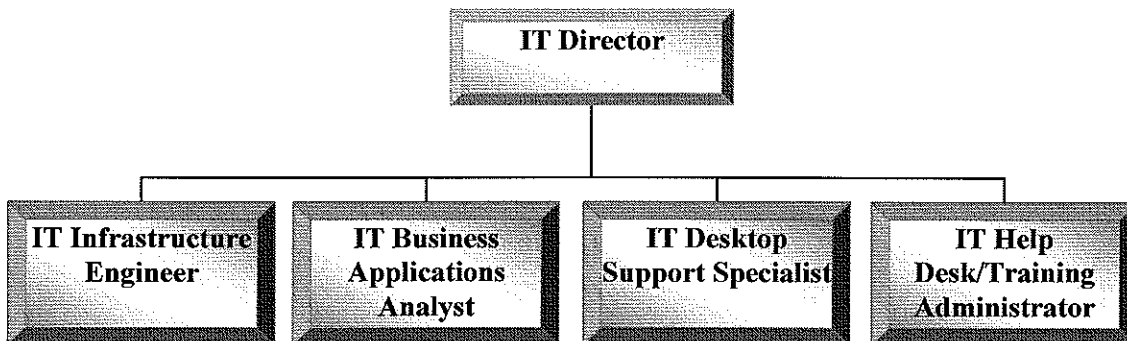 IT Director
IT Infrastructure
Engineer
IT Business
Applications
Analyst
IT Desktop
Support Specialist
IT Help
Desk/Training
Administrator